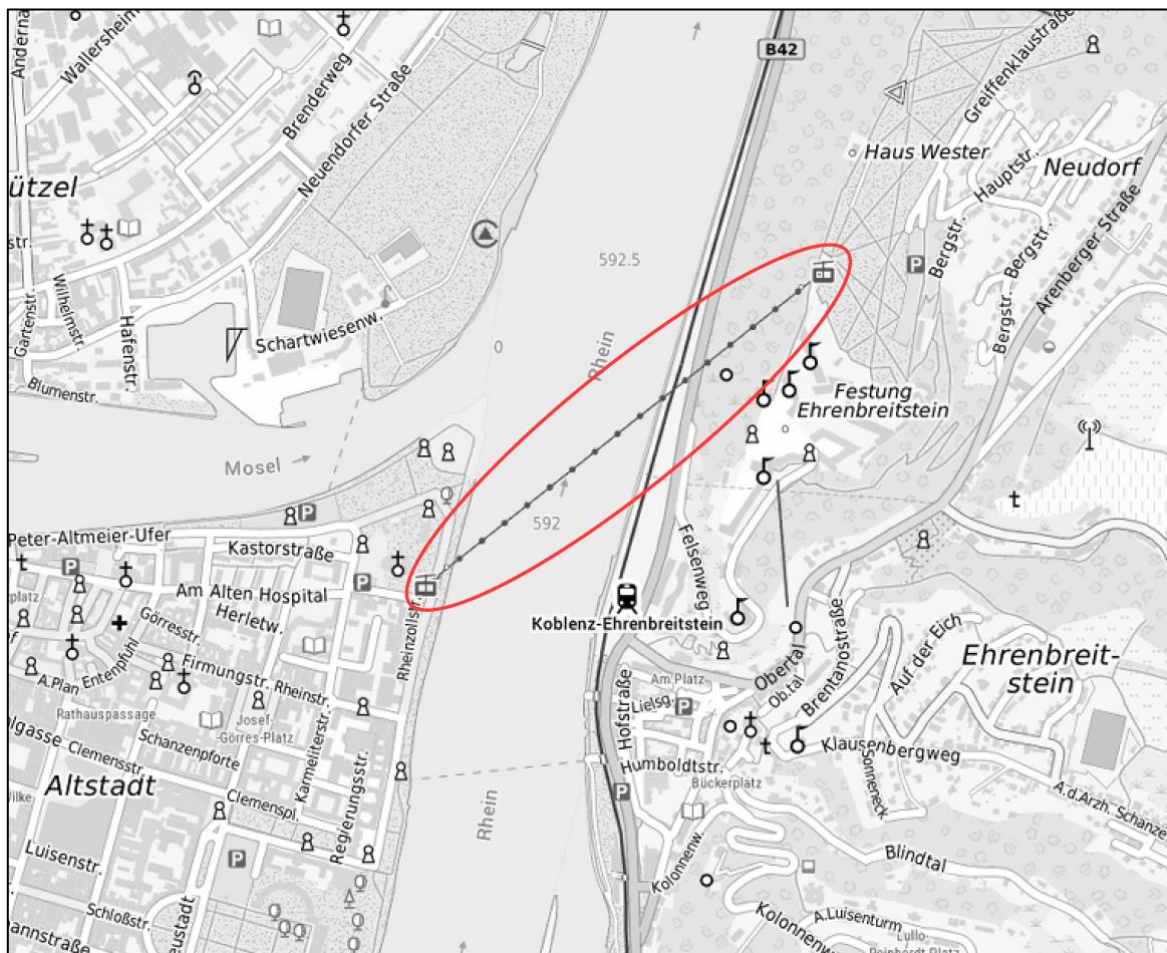 Anderna
Wallersheim
Brenderweg
Neuendorfer Straße
B42
Greiffenklaustraße
Haus Wester
Neudorf
Hauptstr.
ützel
str.
Bergstr.
Bergstr.
Bergstr.
Arenberger Straße
P
592.5
Gartenstr.
Wilhelmstr.
Hafenstr.
Schartwiesenw.
0
Rhein
Blumenstr.
Festung
Ehrenbreitstein
Mosel
592
Peter-Altmeier-Ufer
P
Kastorstraße
P
P
Am Alten Hospital
Herletw.
Rheinzollstr.
Felsenweg
Koblenz-Ehrenbreitstein
Görresstr.
Entenpfuhl
A.Plan
Firmungstr.
Rheinstr.
Rathauspassage
Josef-
-Görres-Platz
Schanzenpforte
Karmeliterstr.
Regierungsstr.
Clemensstr.
Clemenspl.
Altstadt
Luisenstr.
P
Schloßstr.
Rhein
Hofstraße
Am Platz
Lielsg.
P
Humboldtstr.
P
Bückerplatz
Obertal
Ob.tal
Brentanostraße
Auf der Eich
Ehrenbreit-
stein
Klausenbergweg
Sonneneck
A.d.Arzh. Schanze
Blindtal
Kolonnenw.
Kolonnenw.
A.Luisenturm